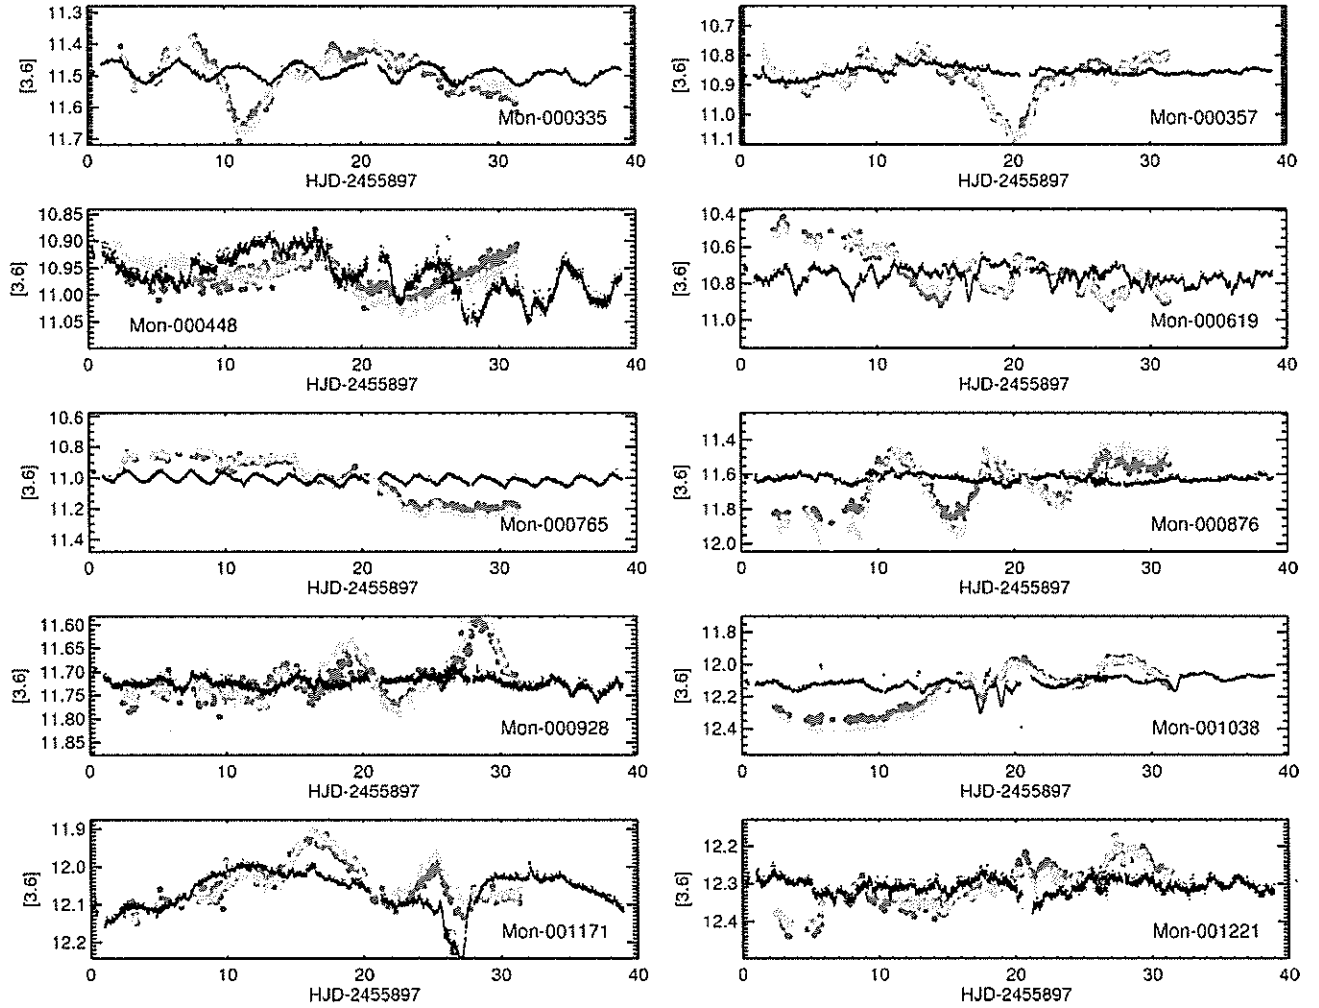 11.3
11.4
11.5
11.6
11.7
[3.6]
Mon-000335
0 10 20 30 40
HJD-2455897
10.7
10.8
10.9
11.0
11.1
[3.6]
Mon-000357
0 10 20 30 40
HJD-2455897
10.85
10.90
10.95
11.00
11.05
[3.6]
Mon-000448
0 10 20 30 40
HJD-2455897
10.4
10.6
10.8
11.0
[3.6]
Mon-000619
0 10 20 30 40
HJD-2455897
10.6
10.8
11.0
11.2
11.4
[3.6]
Mon-000765
0 10 20 30 40
HJD-2455897
11.4
11.6
11.8
12.0
[3.6]
Mon-000876
0 10 20 30 40
HJD-2455897
11.60
11.65
11.70
11.75
11.80
11.85
[3.6]
Mon-000928
0 10 20 30 40
HJD-2455897
11.8
12.0
12.2
12.4
[3.6]
Mon-001038
0 10 20 30 40
HJD-2455897
11.9
12.0
12.1
12.2
[3.6]
Mon-001171
0 10 20 30 40
HJD-2455897
12.2
12.3
12.4
[3.6]
Mon-001221
0 10 20 30 40
HJD-2455897